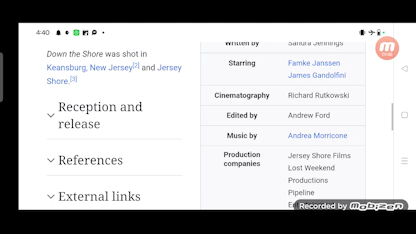 4:40
Down the Shore was shot in
Keansburg, New Jersey[2] and Jersey
Shore.[3]
Reception and
release
References
External links
Written by Sandra Jennings
Starring Famke Janssen
James Gandolfini
Cinematography Richard Rutkowski
Edited by Andrew Ford
Music by Andrea Morricone
Production Jersey Shore Films
companies Lost Weekend
Productions
Pipeline
Recorded by Mobizen